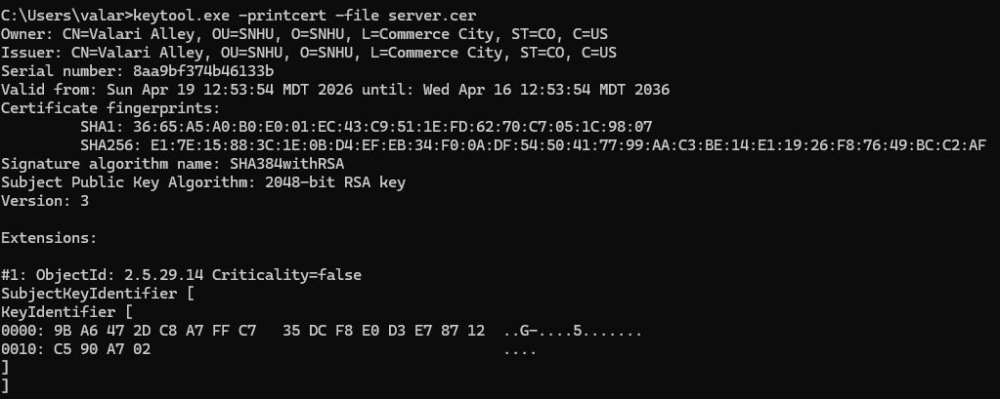 C:\Users\valar>keytool.exe -printcert -file server.cer
Owner: CN=Valari Alley, OU=SNHU, O=SNHU, L=Commerce City, ST=CO, C=US
Issuer: CN=Valari Alley, OU=SNHU, O=SNHU, L=Commerce City, ST=CO, C=US
Serial number: 8aa9bf374b46133b
Valid from: Sun Apr 19 12:53:54 MDT 2026 until: Wed Apr 16 12:53:54 MDT 2036
Certificate fingerprints:
         SHA1: 36:65:A5:A0:B0:E0:01:EC:43:C9:51:1E:FD:62:70:C7:05:1C:98:07
         SHA256: E1:7E:15:88:3C:1E:0B:D4:EF:EB:34:F0:0A:DF:54:50:41:77:99:AA:C3:BE:14:E1:19:26:F8:76:49:BC:C2:AF
Signature algorithm name: SHA384withRSA
Subject Public Key Algorithm: 2048-bit RSA key
Version: 3

Extensions:

#1: ObjectId: 2.5.29.14 Criticality=false
SubjectKeyIdentifier [
KeyIdentifier [
0000: 9B A6 47 2D C8 A7 FF C7   35 DC F8 E0 D3 E7 87 12  ..G-....5.......
0010: C5 90 A7 02                                        ....
]
]